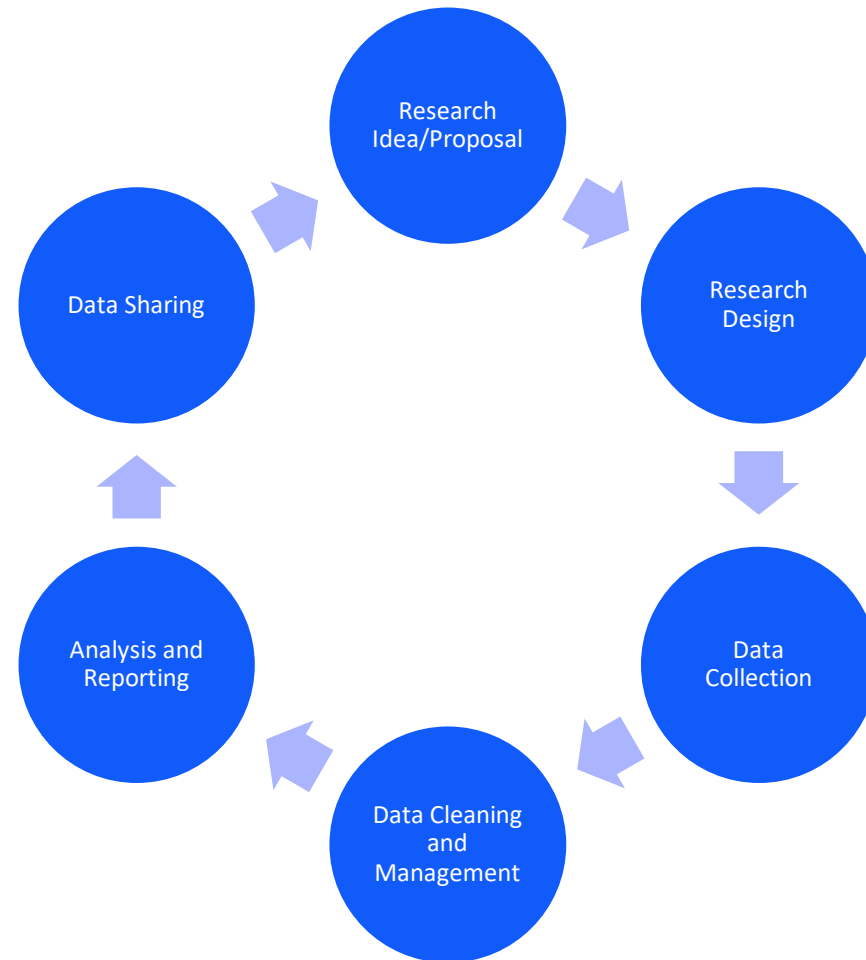 Research
Idea/Proposal
Research
Design
Data
Collection
Data Cleaning
and
Management
Analysis and
Reporting
Data Sharing